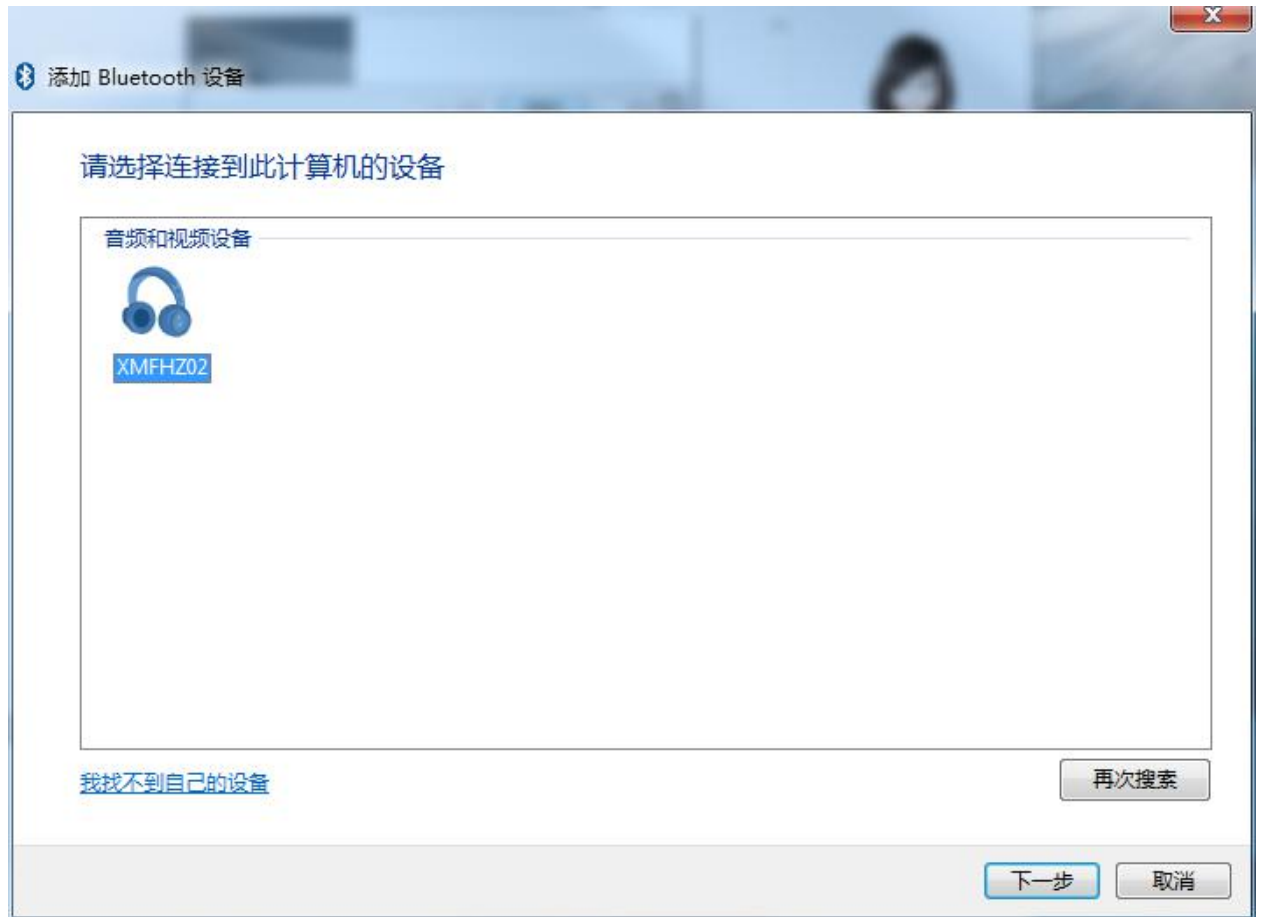 X
添加 Bluetooth 设备
请选择连接到此计算机的设备
音频和视频设备
XMFHZ02
我找不到自己的设备
再次搜索
下一步
取消